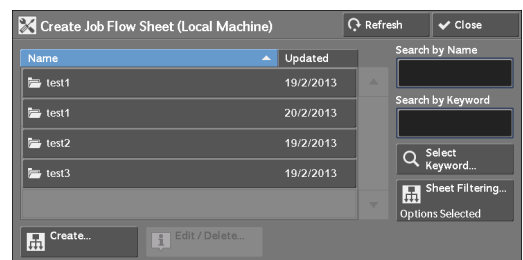 Create Job Flow Sheet (Local Machine)
Refresh
Close
Name
Updated
test1
19/2/2013
test1
20/2/2013
test2
19/2/2013
test3
19/2/2013
Search by Name
Search by Keyword
Select
Keyword...
Sheet Filtering...
Options Selected
Create...
Edit / Delete...